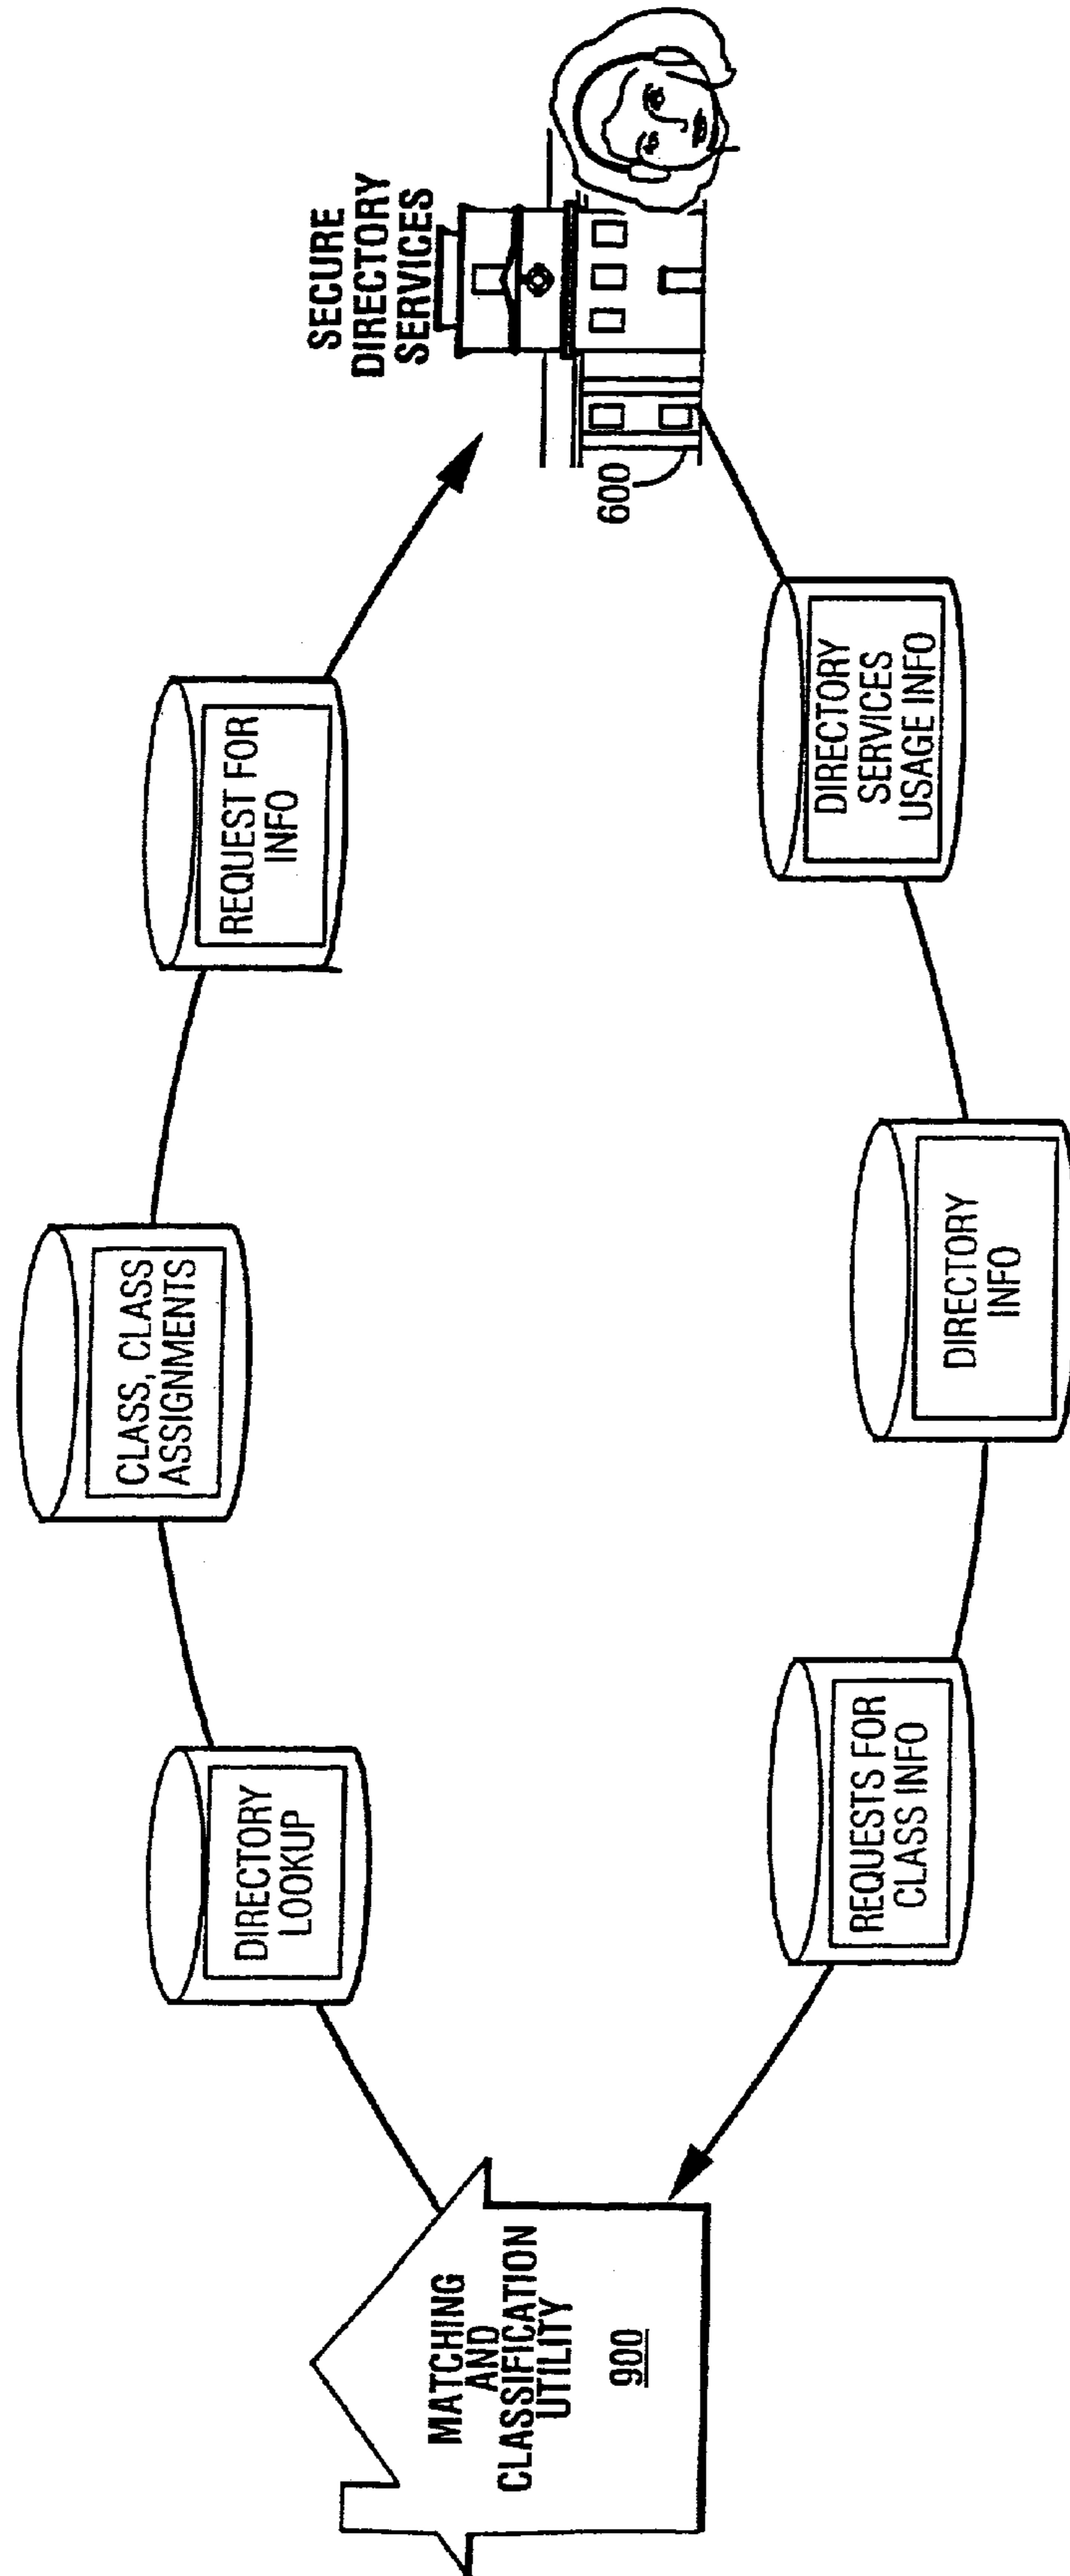 SECURE
DIRECTORY
SERVICES
600
REQUEST FOR
INFO
CLASS, CLASS
ASSIGNMENTS
DIRECTORY
LOOKUP
MATCHING
AND
CLASSIFICATION
UTILITY
900
REQUESTS FOR
CLASS INFO
DIRECTORY
INFO
DIRECTORY
SERVICES
USAGE INFO